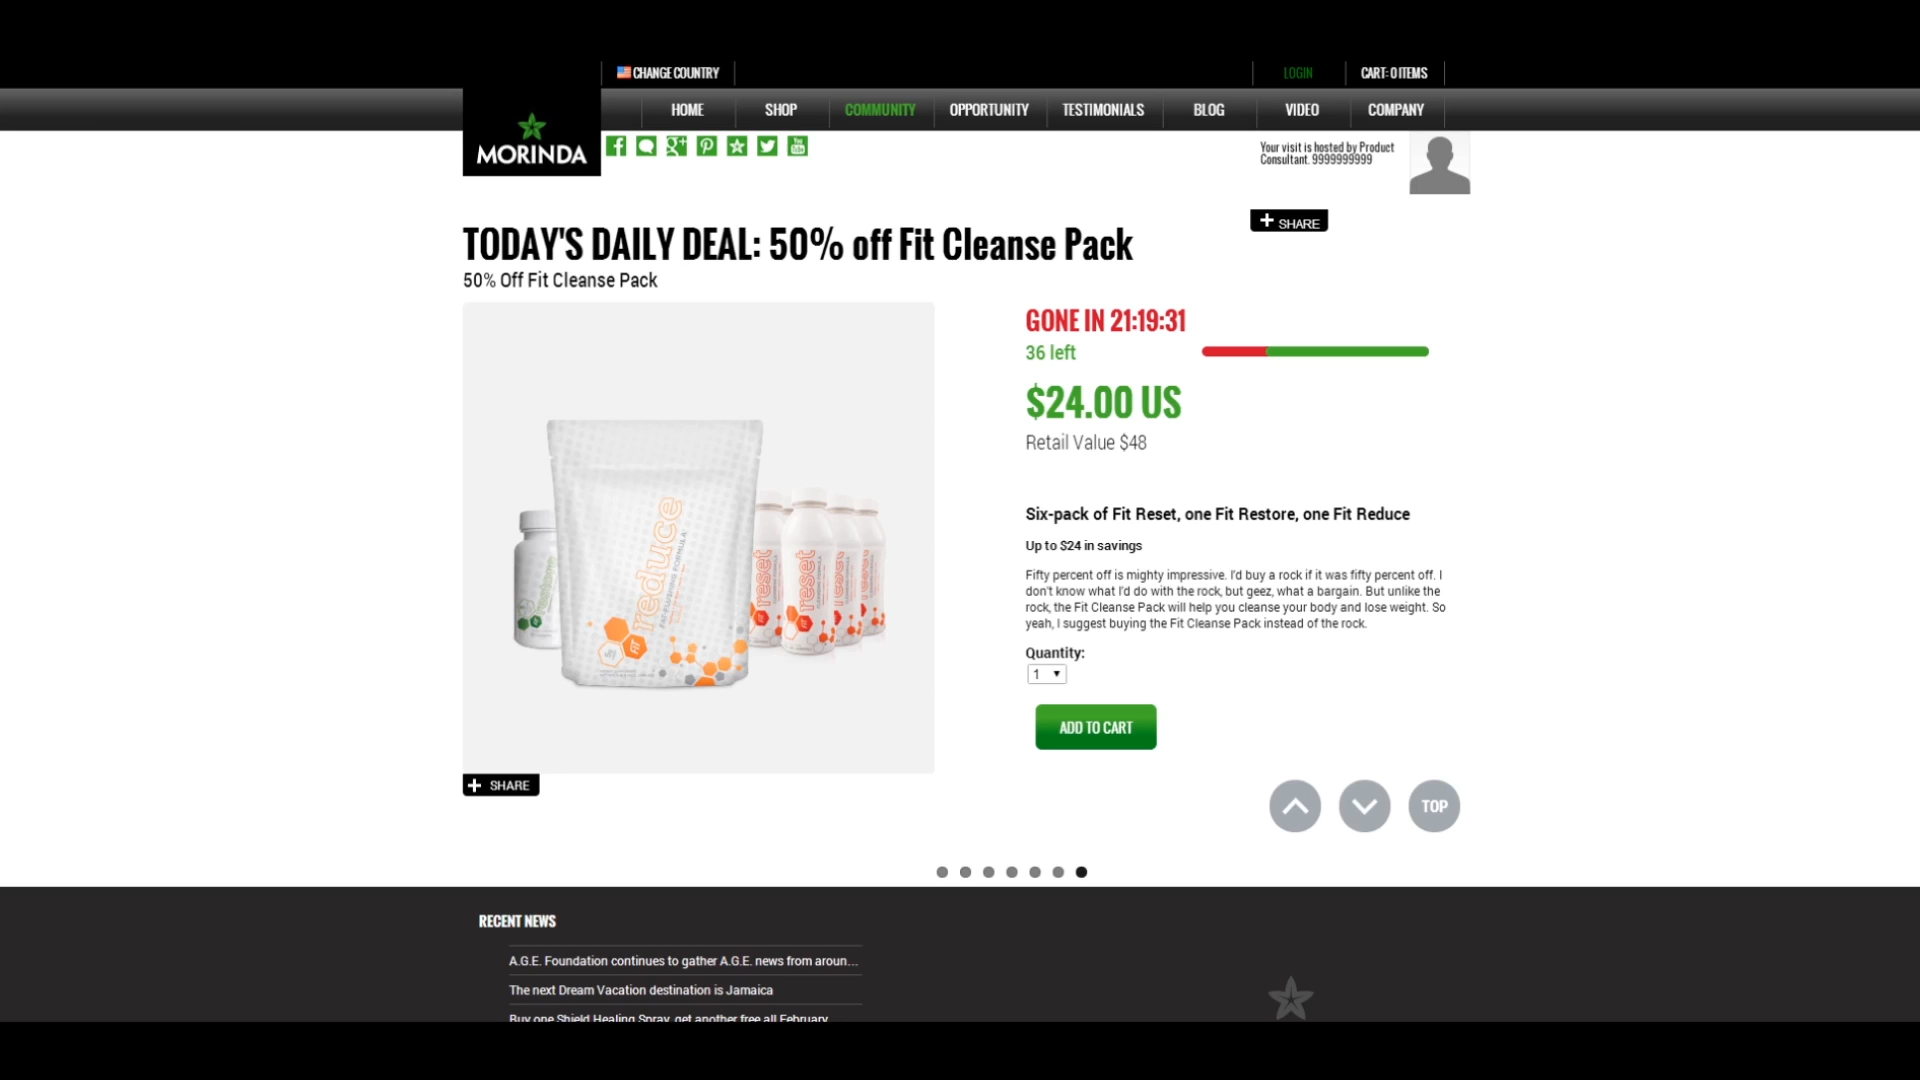 CHANGE COUNTRY
LOGIN
CART: 0 ITEMS
HOME
SHOP
COMMUNITY
OPPORTUNITY
TESTIMONIALS
BLOG
VIDEO
COMPANY
MORINDA
Your visit is hosted by Product
Consultant. 9999999999
SHARE
TODAY'S DAILY DEAL: 50% off Fit Cleanse Pack
50% Off Fit Cleanse Pack
GONE IN 21:19:31
36 left
$24.00 US
Retail Value $48
reduce
FAT FLUSHING FORMULA
FIT
reset
reset
Six-pack of Fit Reset, one Fit Restore, one Fit Reduce
Up to $24 in savings
Fifty percent off is mighty impressive. I'd buy a rock if it was fifty percent off. I
don't know what I'd do with the rock, but geez, what a bargain. But unlike the
rock, the Fit Cleanse Pack will help you cleanse your body and lose weight. So
yeah, I suggest buying the Fit Cleanse Pack instead of the rock.
Quantity:
1
ADD TO CART
SHARE
TOP
RECENT NEWS
A.G.E. Foundation continues to gather A.G.E. news from aroun...
The next Dream Vacation destination is Jamaica
Buy one Shield Healing Spray, get another free all February